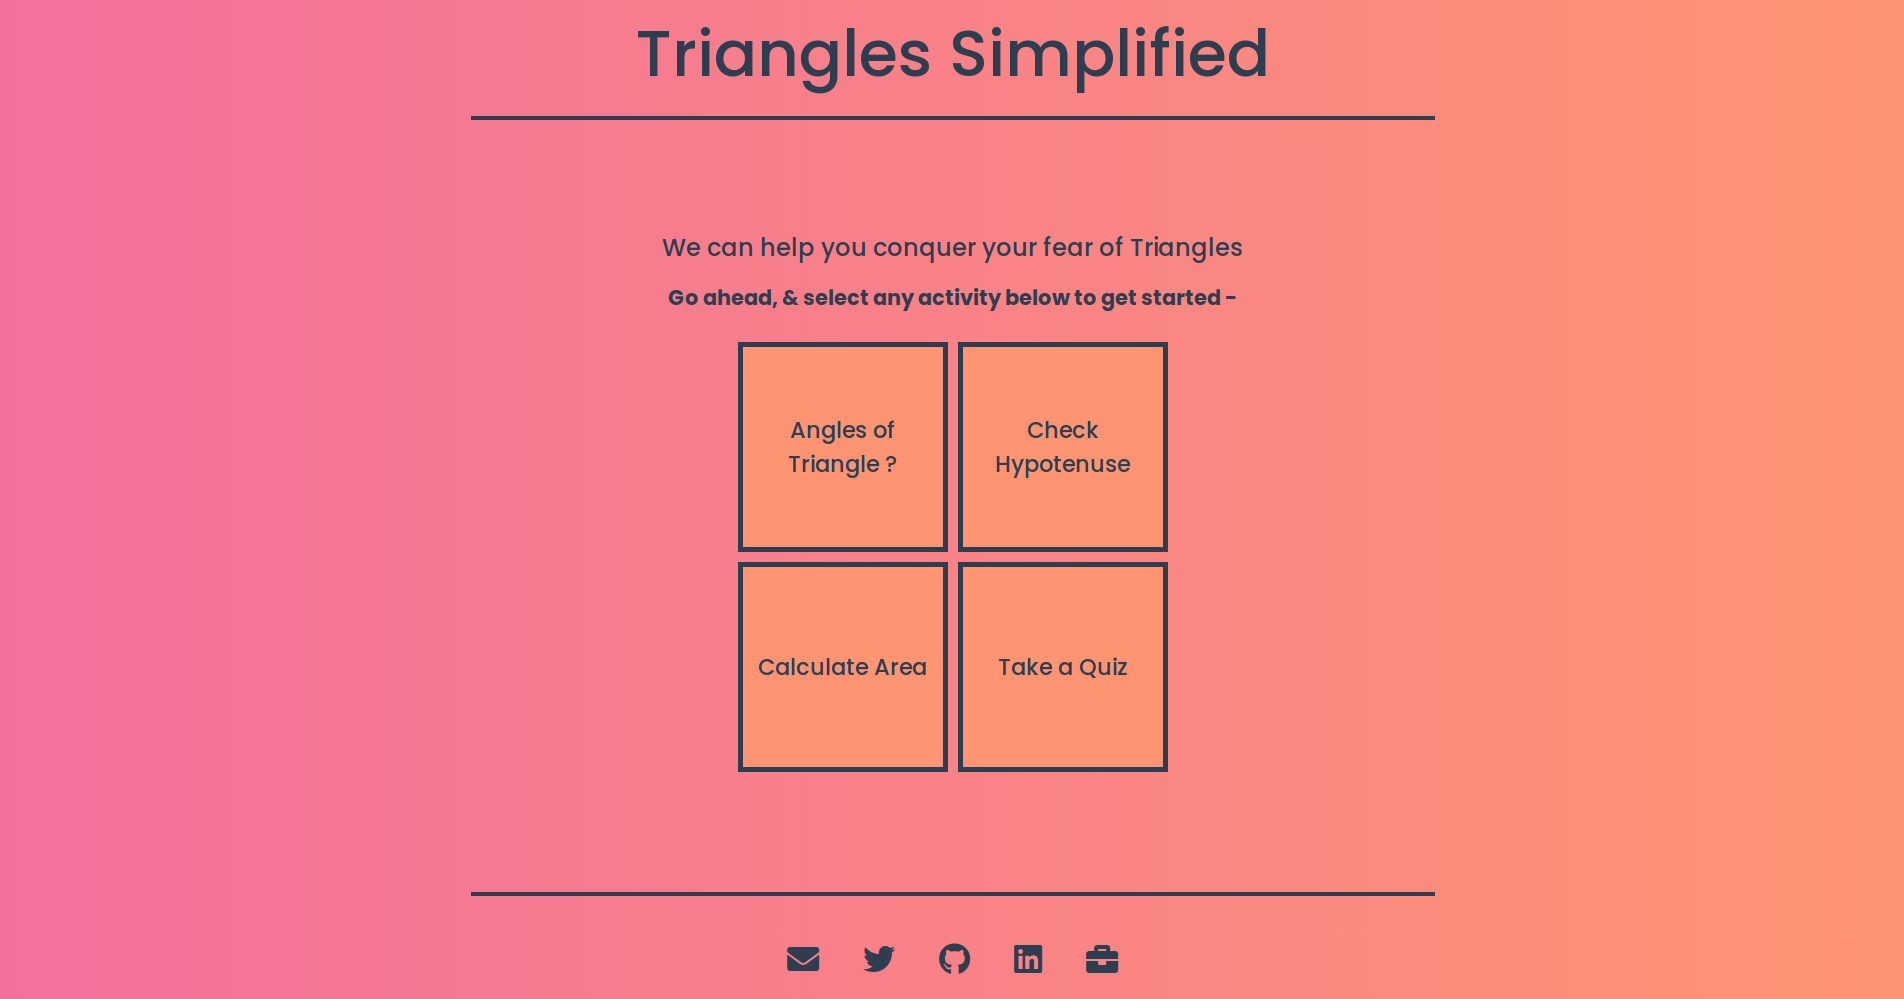 Triangles Simplified
We can help you conquer your fear of Triangles
Go ahead, & select any activity below to get started -
Angles of
Triangle ?
Check
Hypotenuse
Calculate Area
Take a Quiz